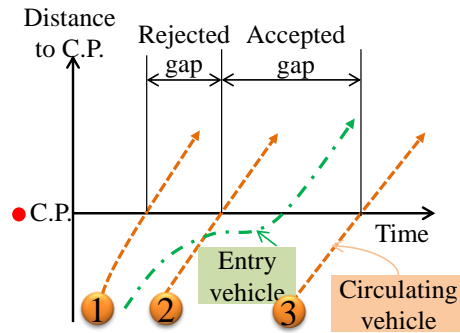 Distance
to C.P.
Rejected
gap
Accepted
gap
C.P.
Time
Entry
vehicle
Circulating
vehicle
1
2
3